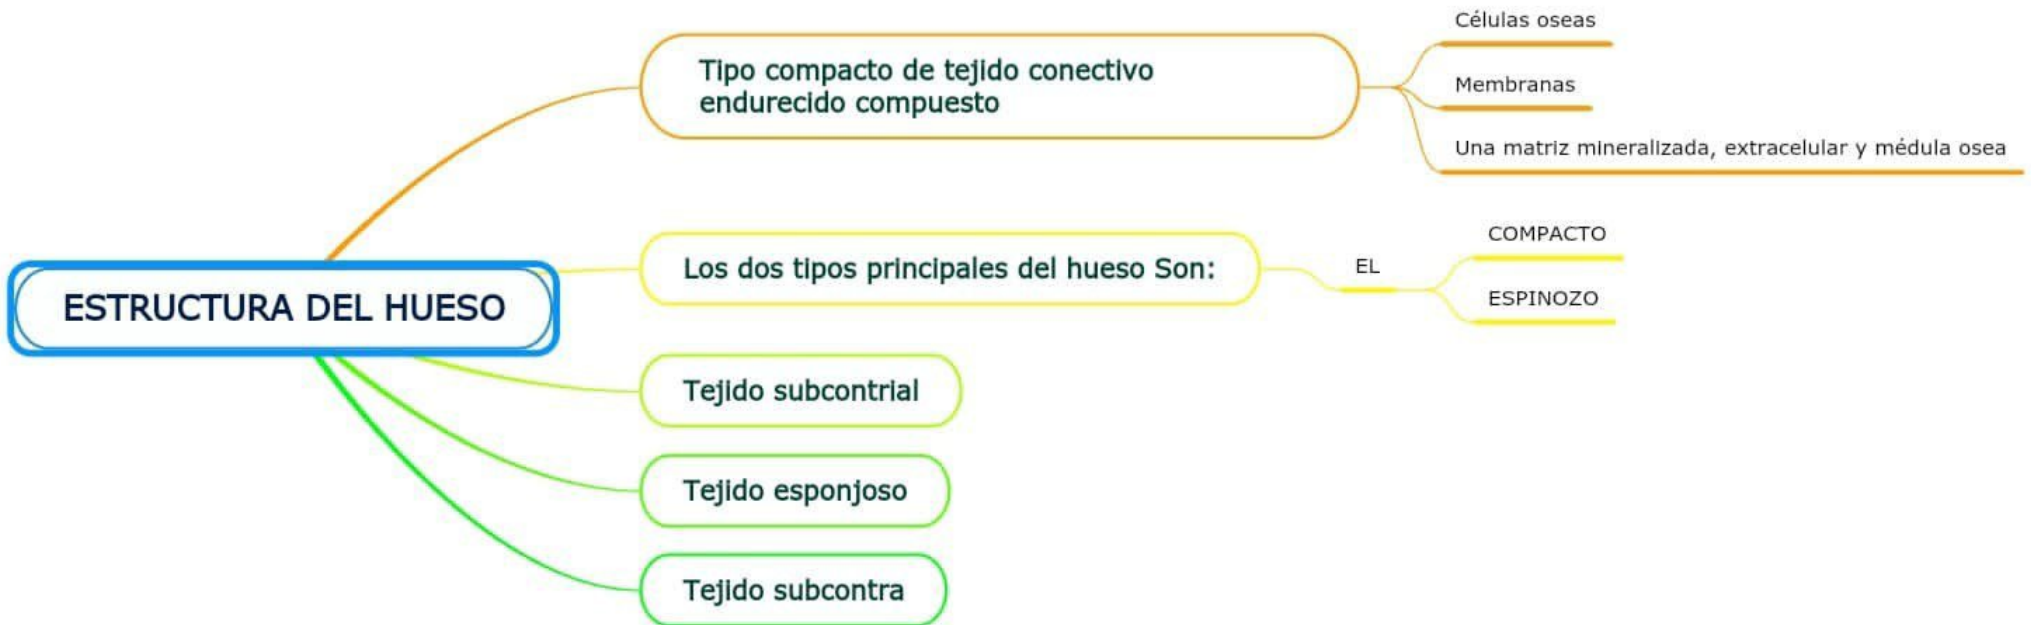 Células oseas
Tipo compacto de tejido conectivo
endurecido compuesto
Membranas
Una matriz mineralizada, extracelular y médula osea
ESTRUCTURA DEL HUESO
Los dos tipos principales del hueso Son:
EL
COMPACTO
ESPINOZO
Tejido subcontrial
Tejido esponjoso
Tejido subcontra